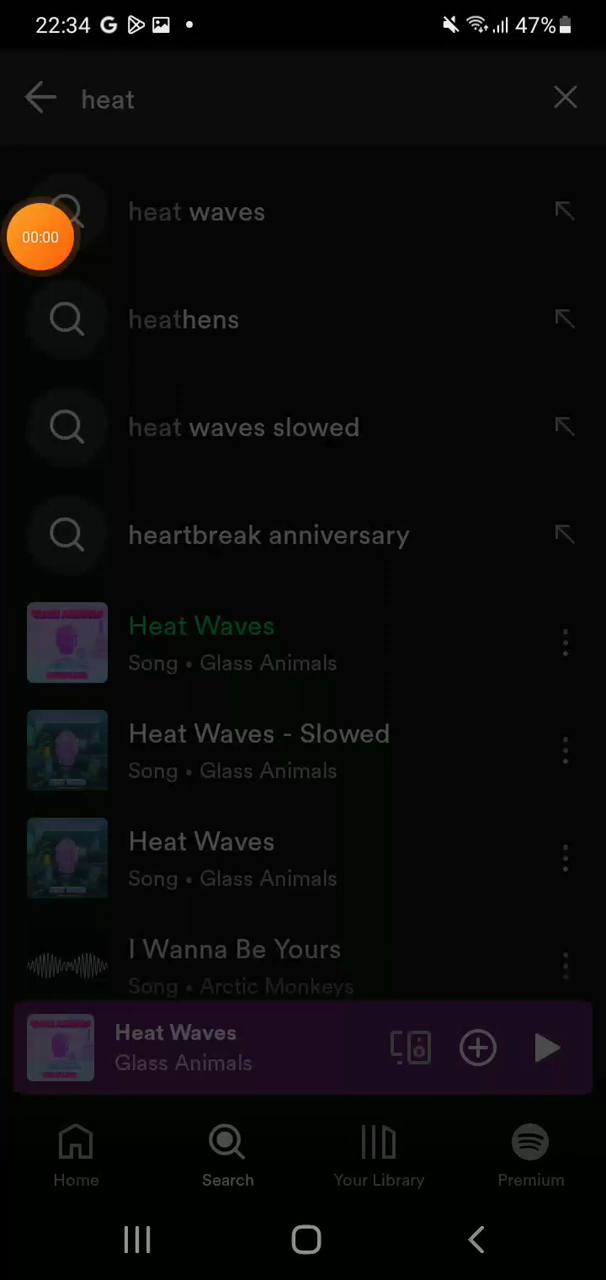 22:34 G 47%
heat
heat waves
00:00
heathens
heat waves slowed
heartbreak anniversary
Heat Waves
Song • Glass Animals
Heat Waves - Slowed
Song • Glass Animals
Heat Waves
Song • Glass Animals
I Wanna Be Yours
Song • Arctic Monkeys
Heat Waves
Glass Animals
Home Search Your Library Premium